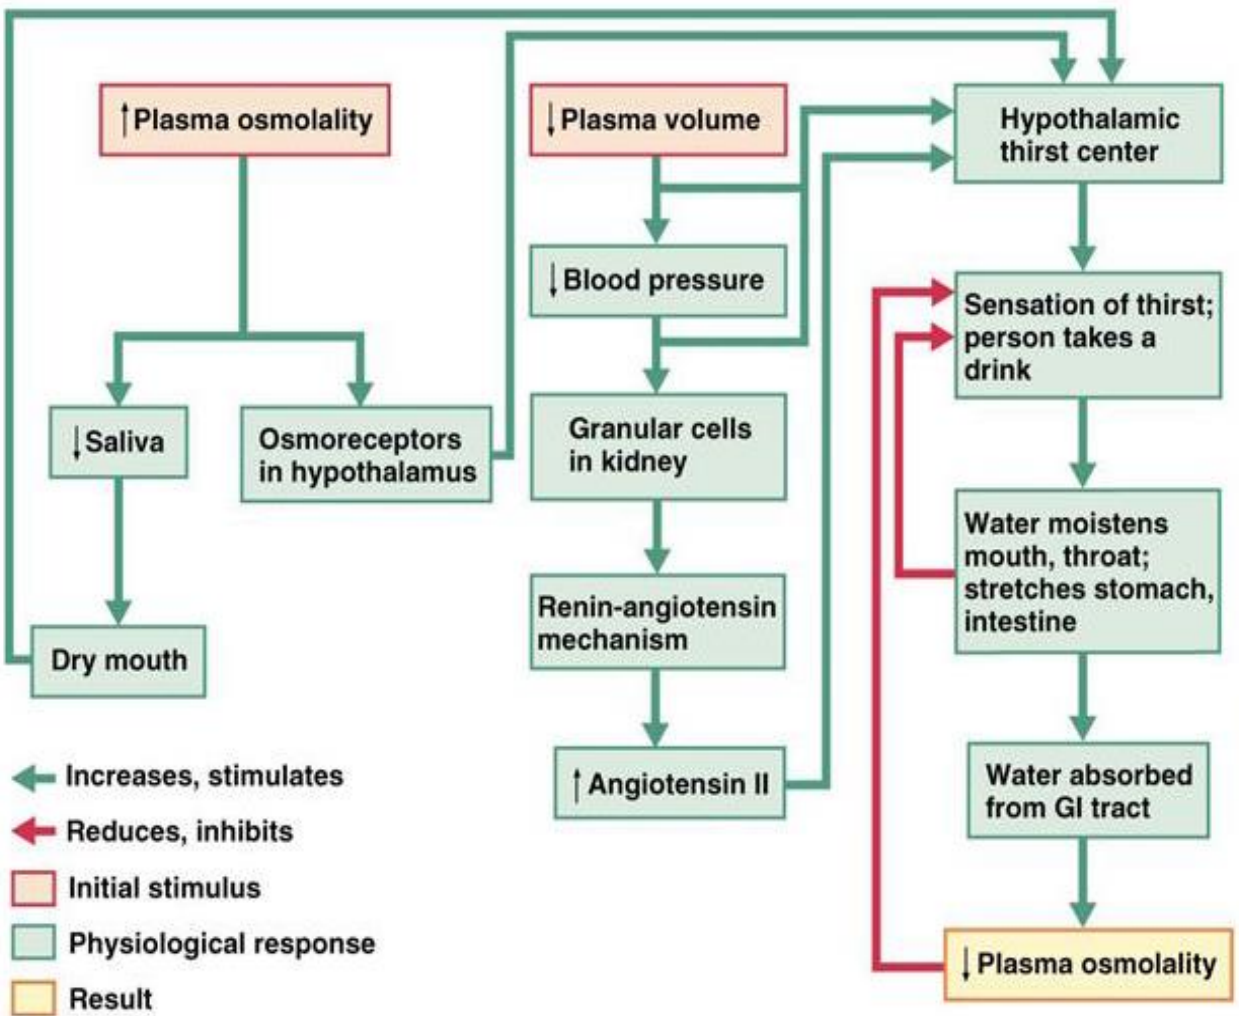 ↑Plasma osmolality
↓Plasma volume
Hypothalamic
thirst center
↓Blood pressure
Sensation of thirst;
person takes a
drink
↓Saliva
Osmoreceptors
in hypothalamus
Granular cells
in kidney
Water moistens
mouth, throat;
stretches stomach,
intestine
Renin-angiotensin
mechanism
Dry mouth
↑Angiotensin II
Water absorbed
from GI tract
↓Plasma osmolality
Increases, stimulates
Reduces, inhibits
Initial stimulus
Physiological response
Result